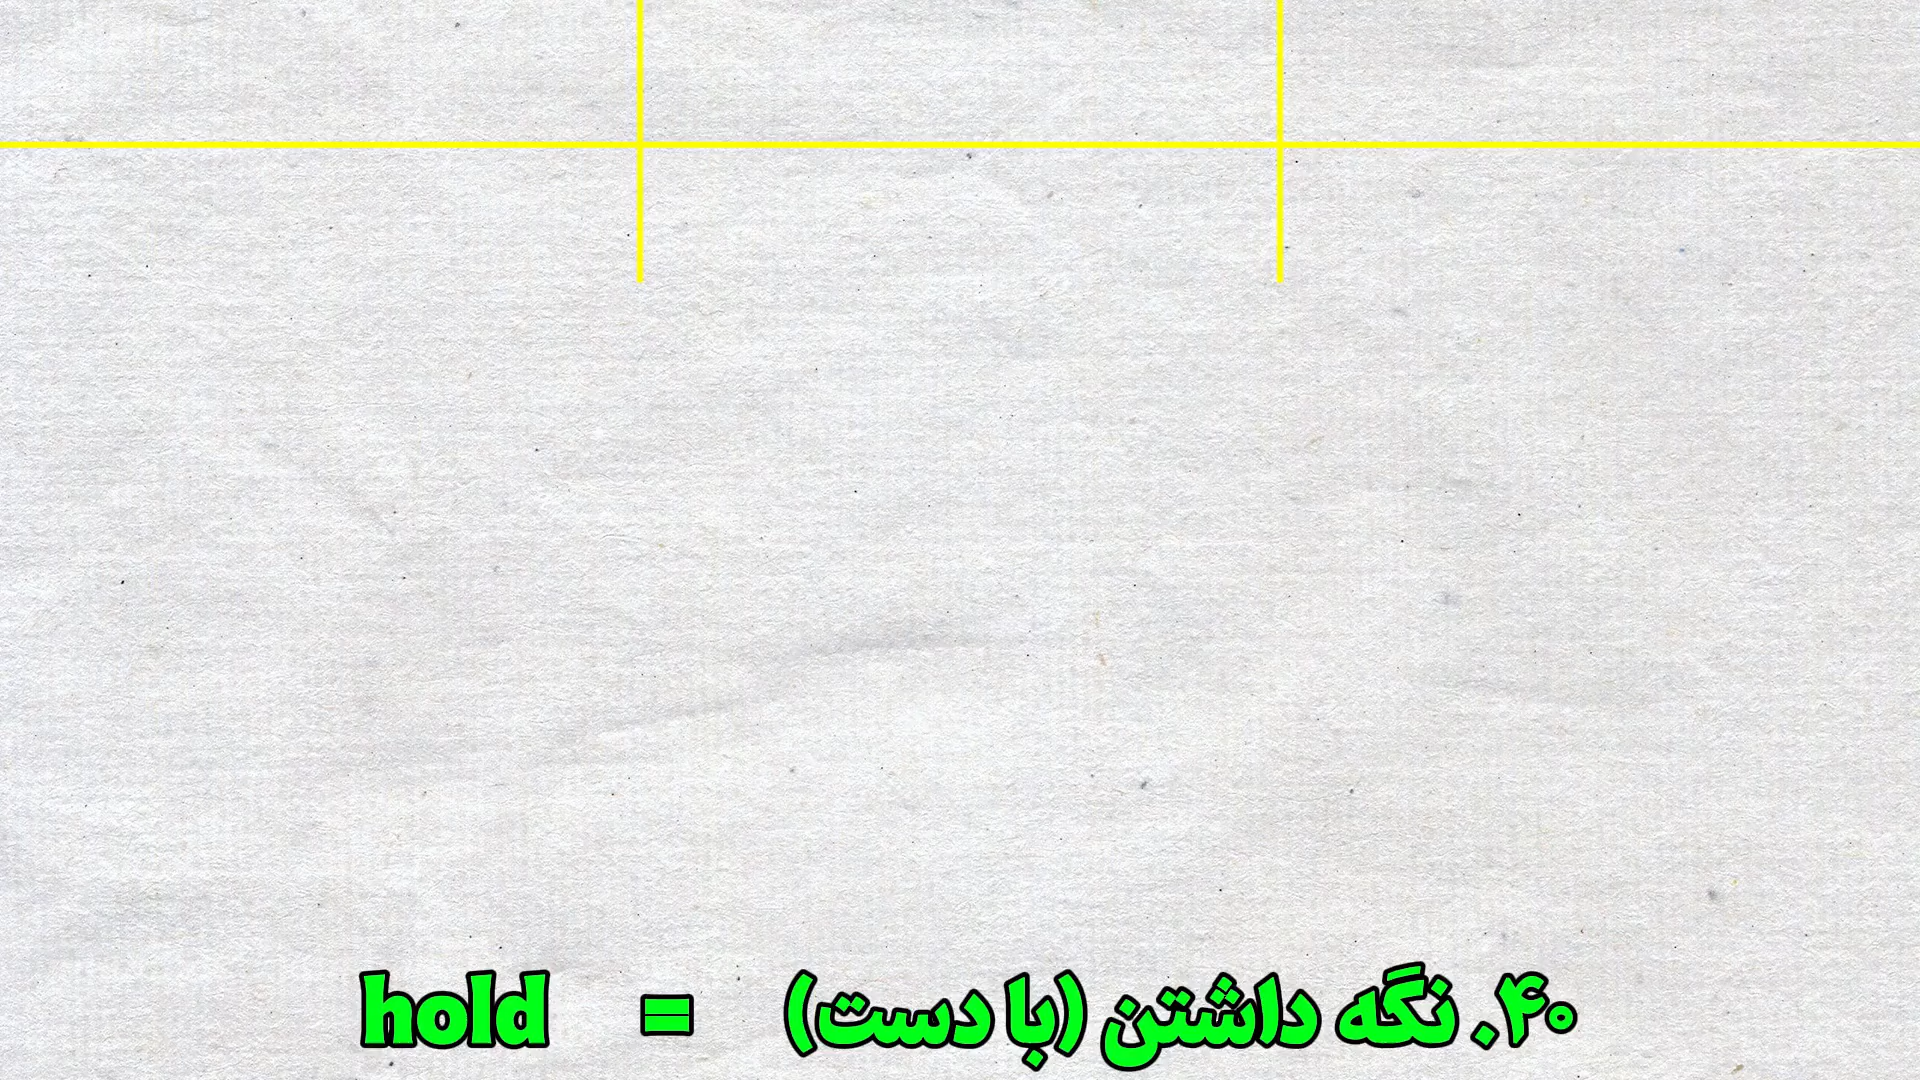 ۴۰. نگه داشتن (با دست) = hold